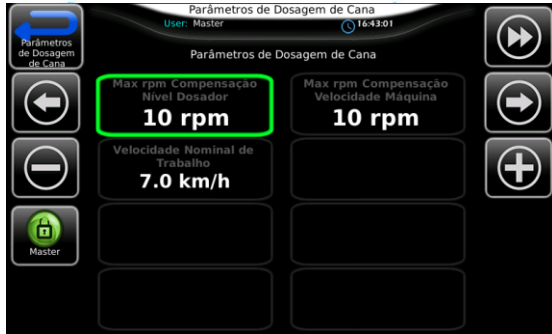 Parâmetros de Dosagem de Cana
User: Master
16:43:01
Parâmetros
de Dosagem
de Cana
Parâmetros de Dosagem de Cana
Max rpm Compensação
Nível Dosador
10 rpm
Max rpm Compensação
Velocidade Máquina
10 rpm
Velocidade Nominal de
Trabalho
7.0 km/h
Master